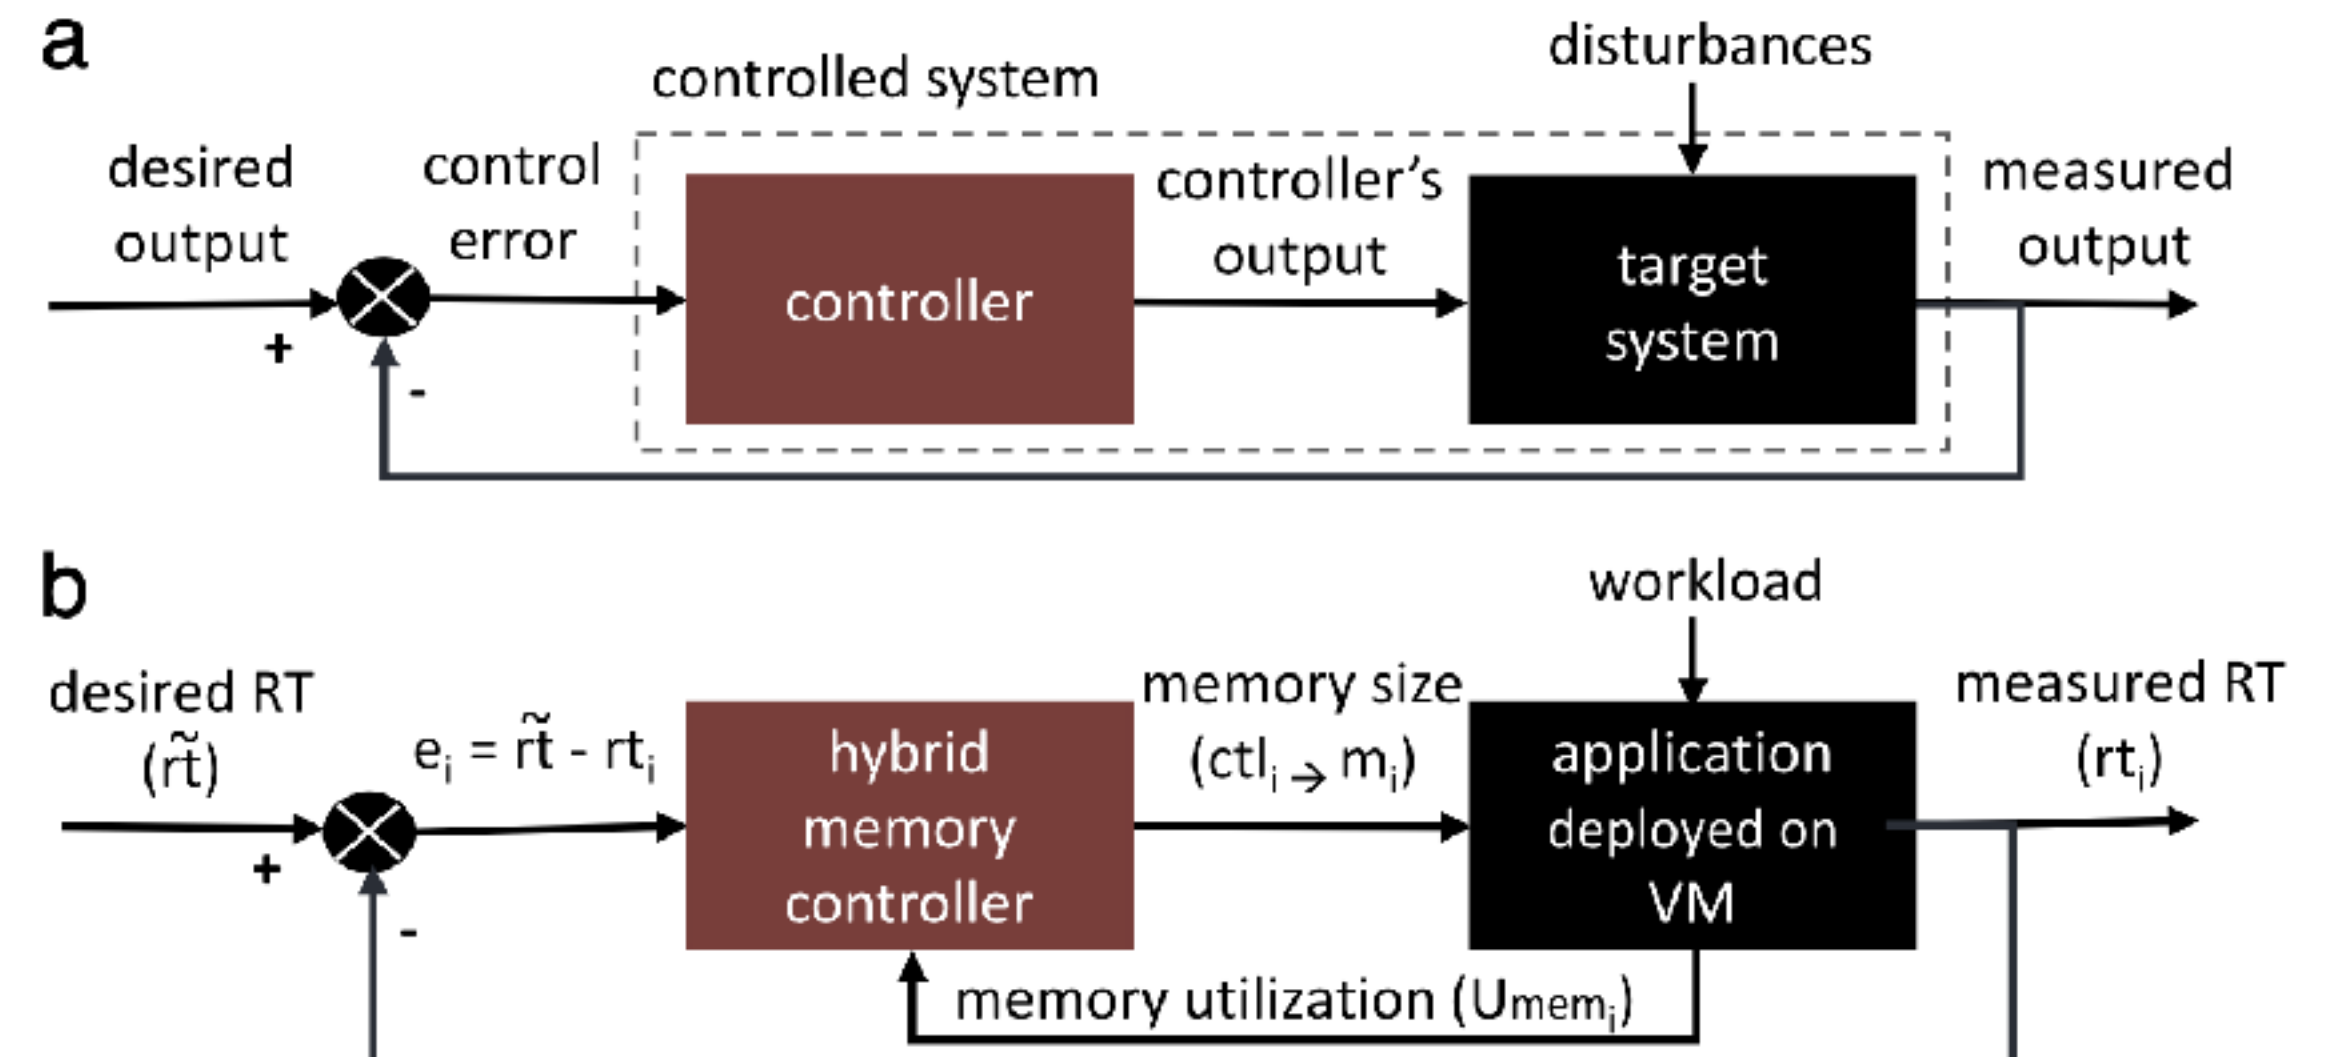 a
disturbances
controlled system
desired
output
control
error
controller's
output
measured
output
controller
target
system
+
-
b
workload
desired RT
(r̃t)
eᵢ = r̃t - rtᵢ
memory size
(ctlᵢ → mᵢ)
measured RT
(rtᵢ)
hybrid
memory
controller
application
deployed on
VM
+
-
memory utilization (Umemᵢ)